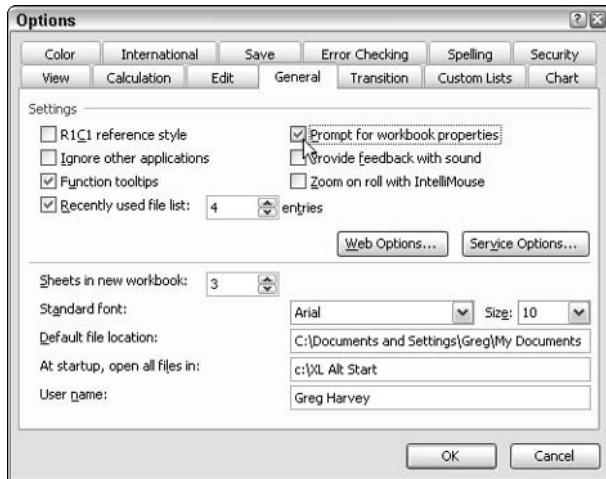 Options
Color International Save Error Checking Spelling Security
View Calculation Edit General Transition Custom Lists Chart
Settings
R1C1 reference style
Prompt for workbook properties
Ignore other applications
Provide feedback with sound
Function tooltips
Zoom on roll with IntelliMouse
Recently used file list: 4 entries
Web Options... Service Options...
Sheets in new workbook: 3
Standard font: Arial Size: 10
Default file location: C:\Documents and Settings\Greg\My Documents
At startup, open all files in: c:\XL Alt Start
User name: Greg Harvey
OK Cancel